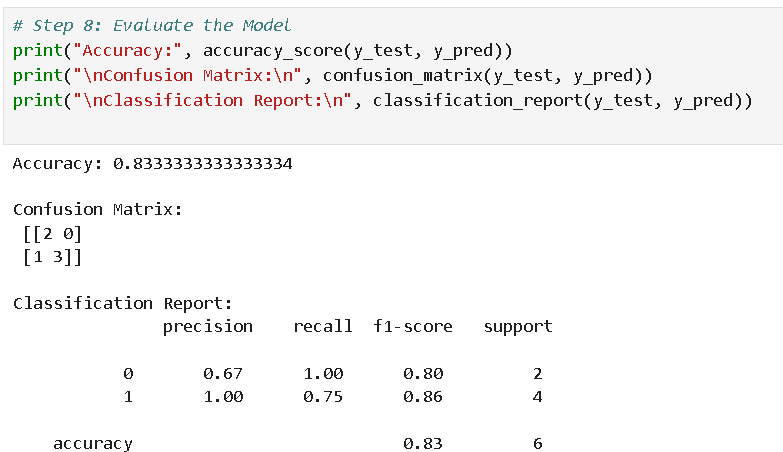 # Step 8: Evaluate the Model
print("Accuracy:", accuracy_score(y_test, y_pred))
print("\nConfusion Matrix:\n", confusion_matrix(y_test, y_pred))
print("\nClassification Report:\n", classification_report(y_test, y_pred))
Accuracy: 0.8333333333333334
Confusion Matrix:
[[2 0]
[1 3]]
Classification Report:
precision recall f1-score support
0 0.67 1.00 0.80 2
1 1.00 0.75 0.86 4
accuracy 0.83 6